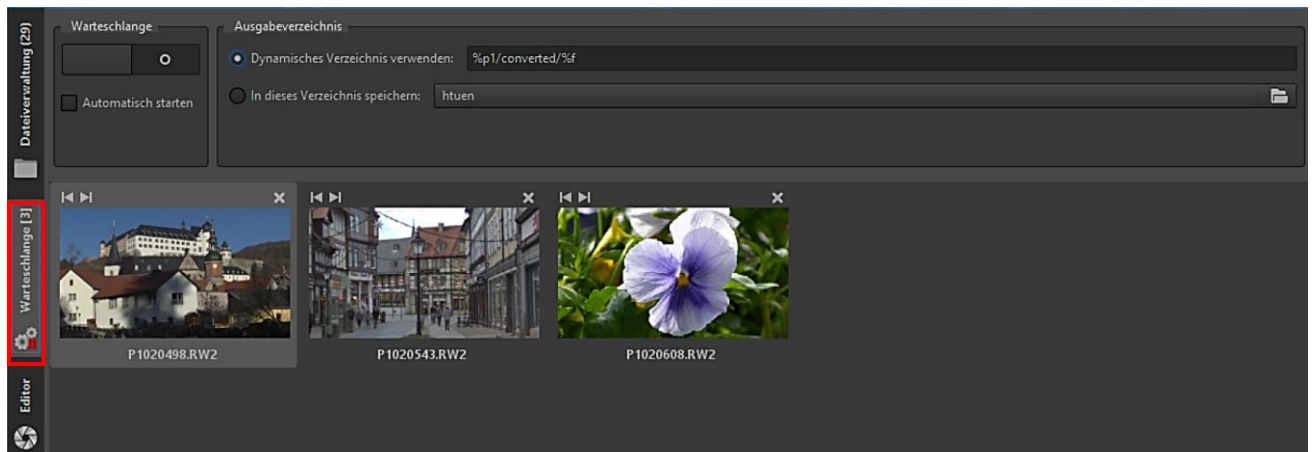 Dateiverwaltung (29)
Warteschlange [3]
Editor
Warteschlange
Automatisch starten
Ausgabeverzeichnis
Dynamisches Verzeichnis verwenden: %p1/converted/%f
In dieses Verzeichnis speichern: htuen
P1020498.RW2
P1020543.RW2
P1020608.RW2